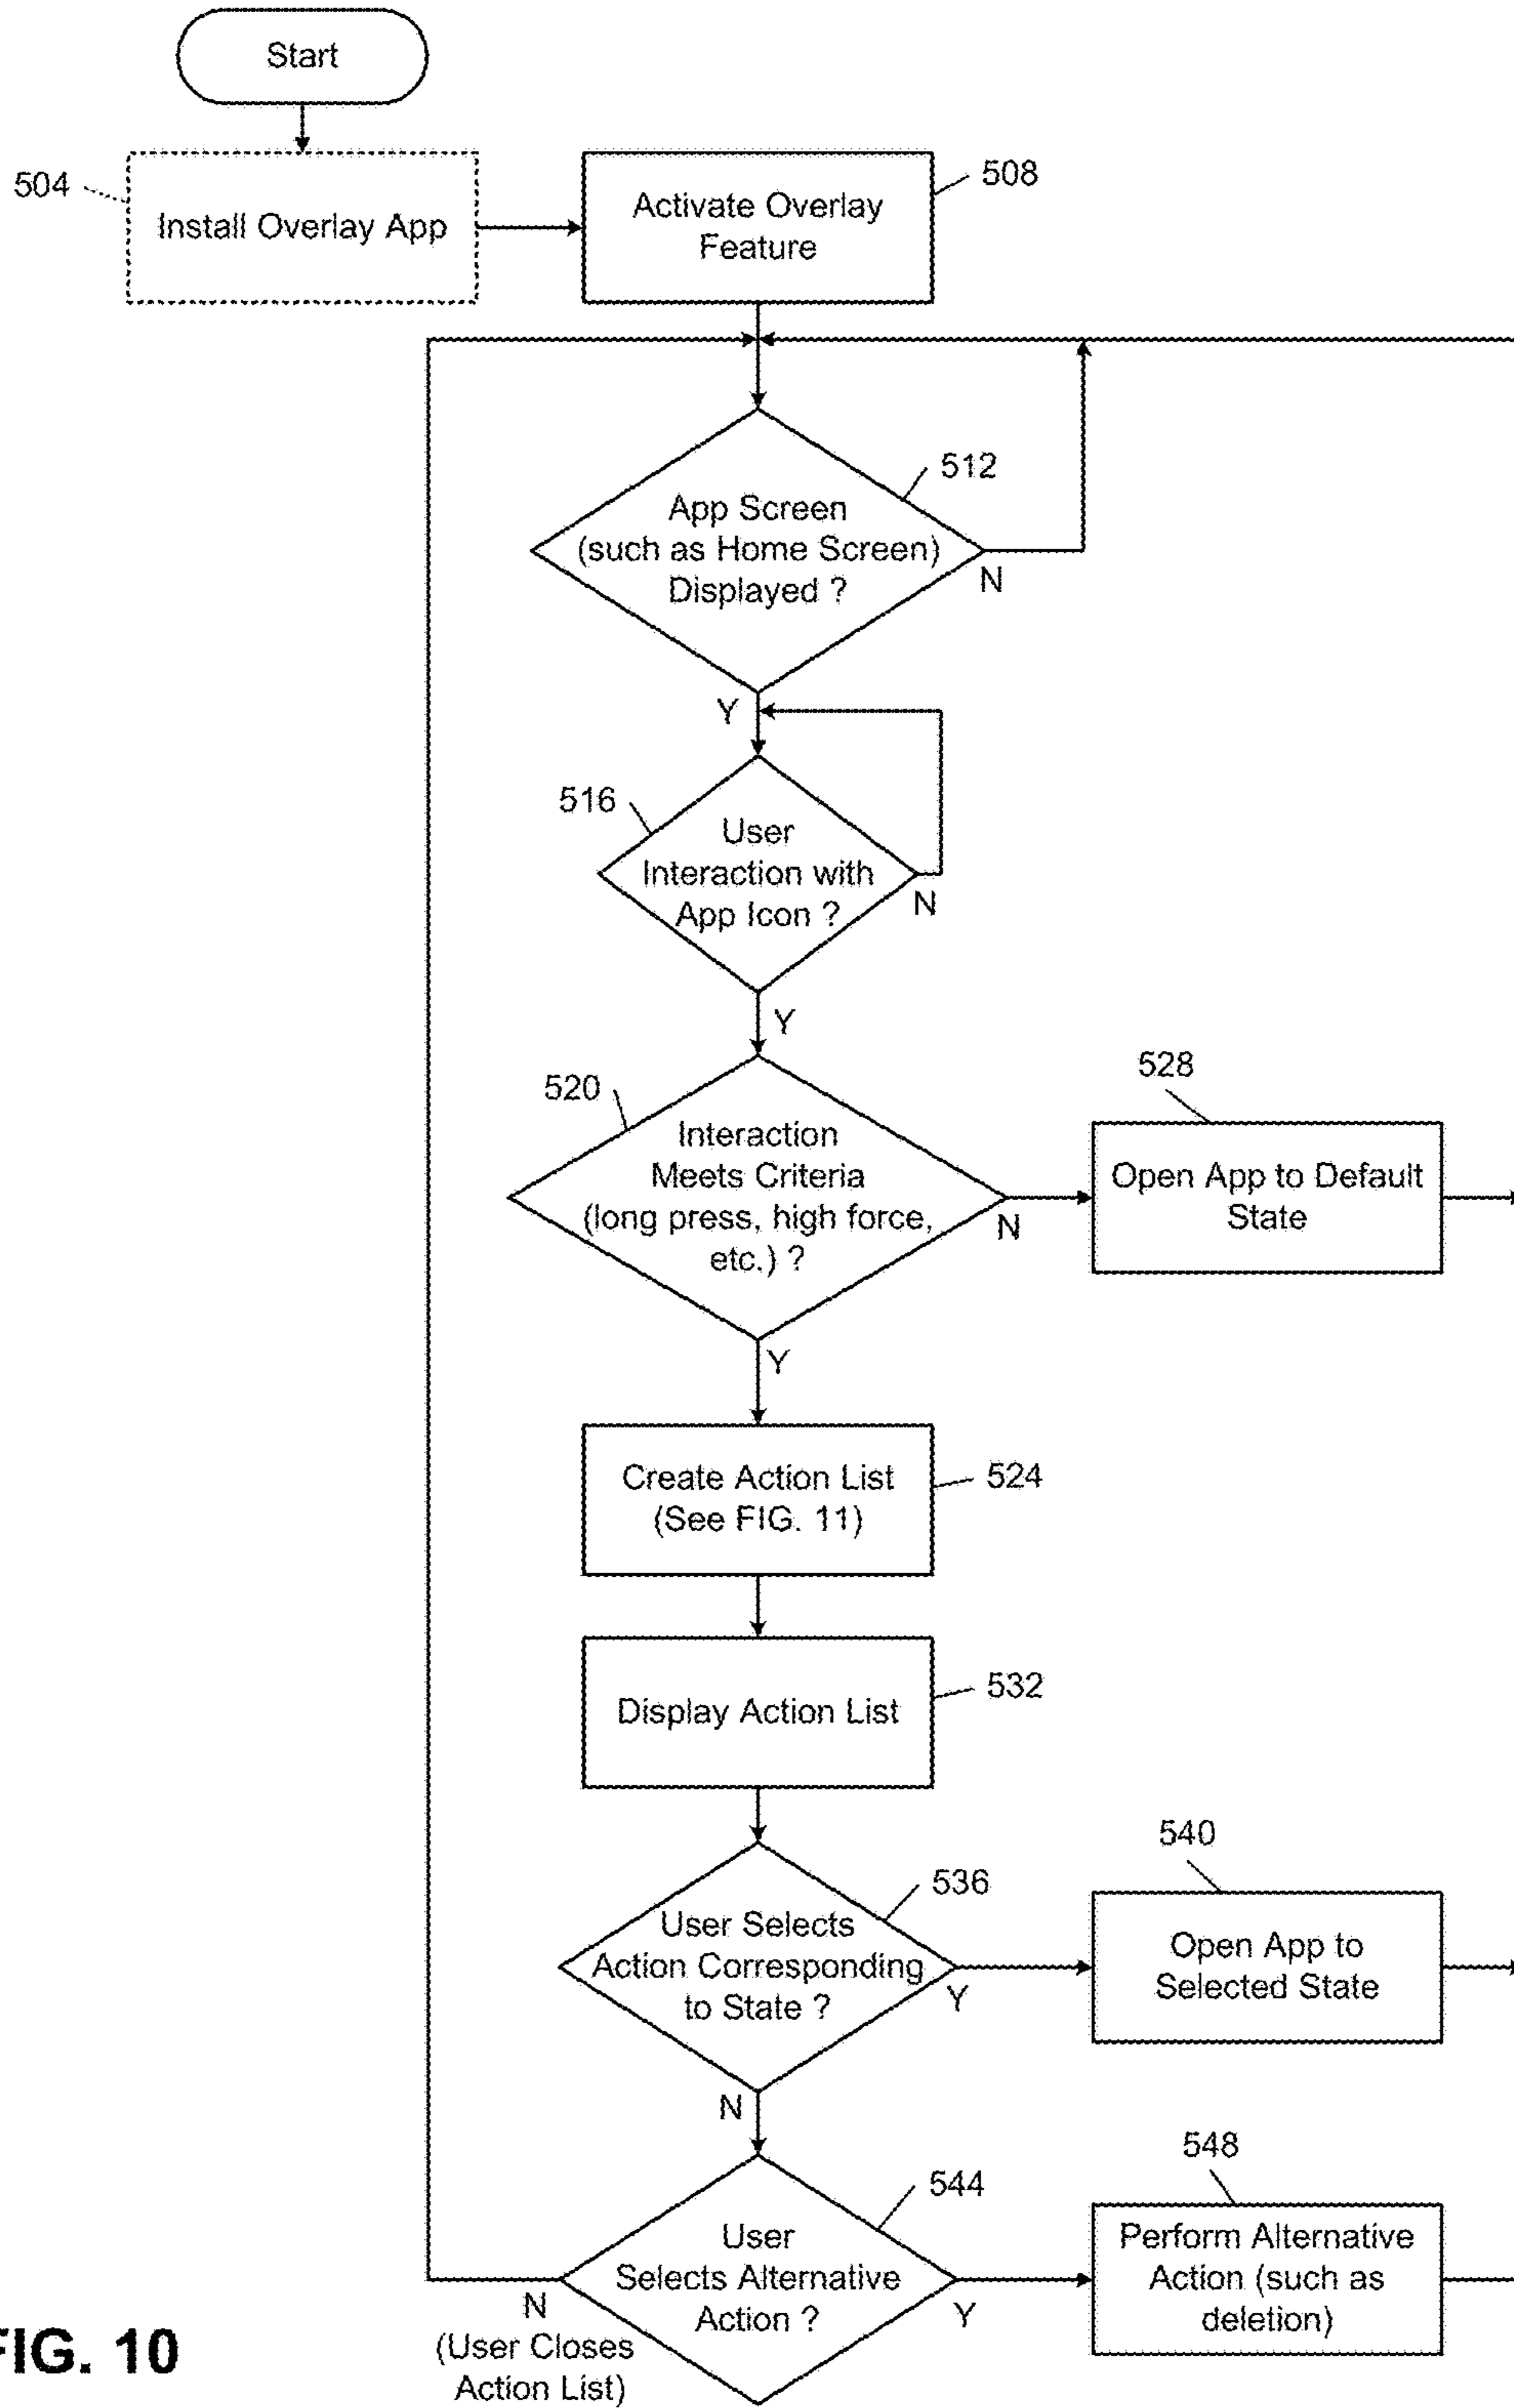 Start
504
Install Overlay App
508
Activate Overlay
Feature
512
App Screen
(such as Home Screen)
Displayed ?
N
Y
516
User
Interaction with
App Icon ?
N
Y
520
Interaction
Meets Criteria
(long press, high force,
etc.) ?
N
528
Open App to Default
State
Y
524
Create Action List
(See FIG. 11)
532
Display Action List
536
User Selects
Action Corresponding
to State ?
Y
540
Open App to
Selected State
N
544
User
Selects Alternative
Action ?
Y
548
Perform Alternative
Action (such as
deletion)
N
(User Closes
Action List)
FIG. 10